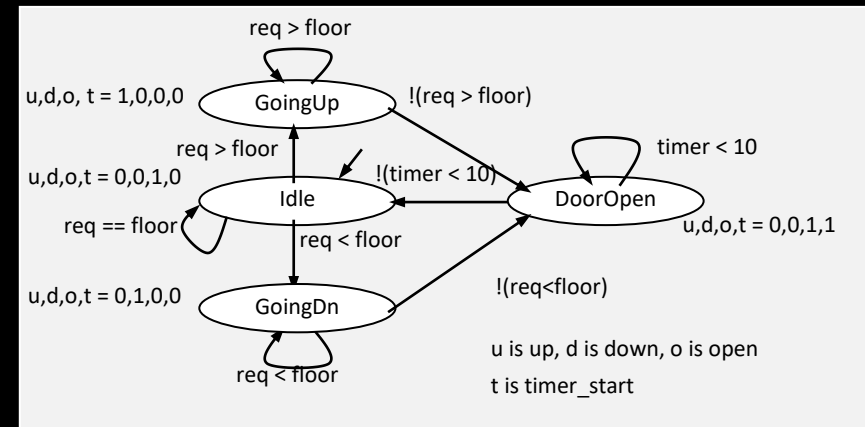 req > floor
u,d,o, t = 1,0,0,0
GoingUp
!(req > floor)
req > floor
timer < 10
u,d,o,t = 0,0,1,0
!(timer < 10)
Idle
DoorOpen
req == floor
u,d,o,t = 0,0,1,1
req < floor
u,d,o,t = 0,1,0,0
!(req<floor)
GoingDn
u is up, d is down, o is open
req < floor
t is timer_start